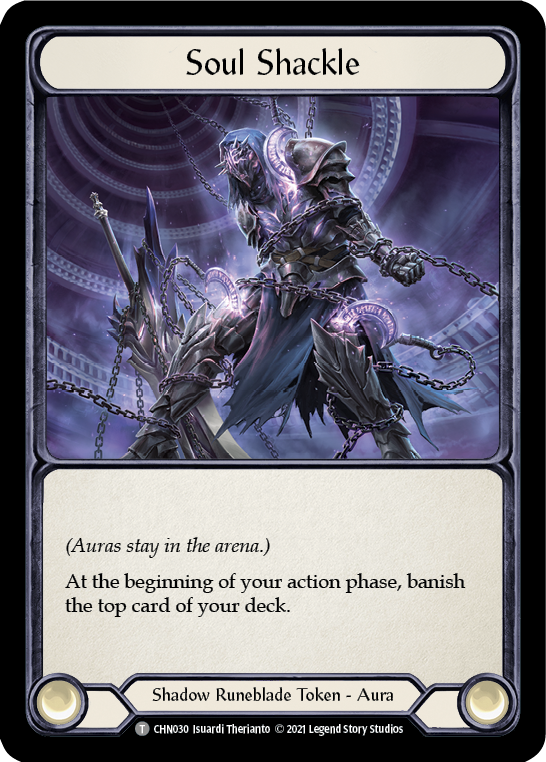 Soul Shackle
(Auras stay in the arena.)
At the beginning of your action phase, banish
the top card of your deck.
Shadow Runeblade Token - Aura
T CHN030 Isuardi Therianto © 2021 Legend Story Studios